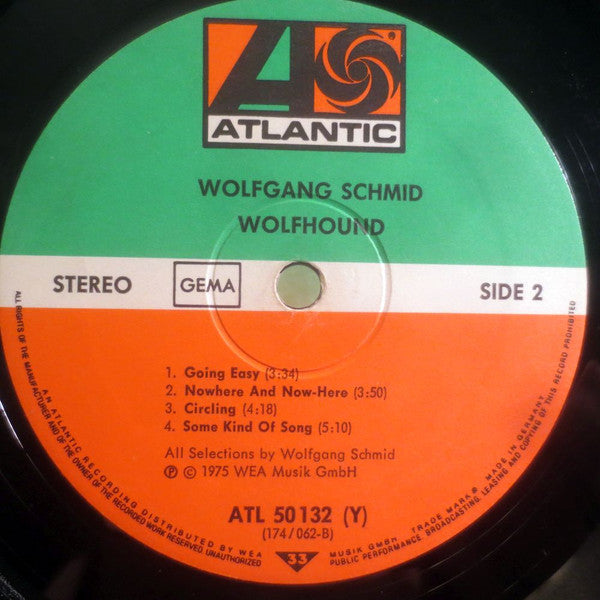 ATLANTIC
WOLFGANG SCHMID
WOLFHOUND
STEREO
GEMA
SIDE 2
1. Going Easy (3:34)
2. Nowhere And Now-Here (3:50)
3. Circling (4:18)
4. Some Kind Of Song (5:10)
All Selections by Wolfgang Schmid
Ⓟ © 1975 WEA Musik GmbH
ATL 50 132 (Y)
(174/062-B)
33
AN ATLANTIC RECORDING DISTRIBUTED BY WEA MUSIK GMBH TRADE MARKS MADE IN GERMANY
ALL RIGHTS OF THE MANUFACTURER AND OF THE OWNER OF THE RECORDED WORK RESERVED. UNAUTHORIZED PUBLIC PERFORMANCE BROADCASTING, LEASING AND COPYING OF THIS RECORD PROHIBITED